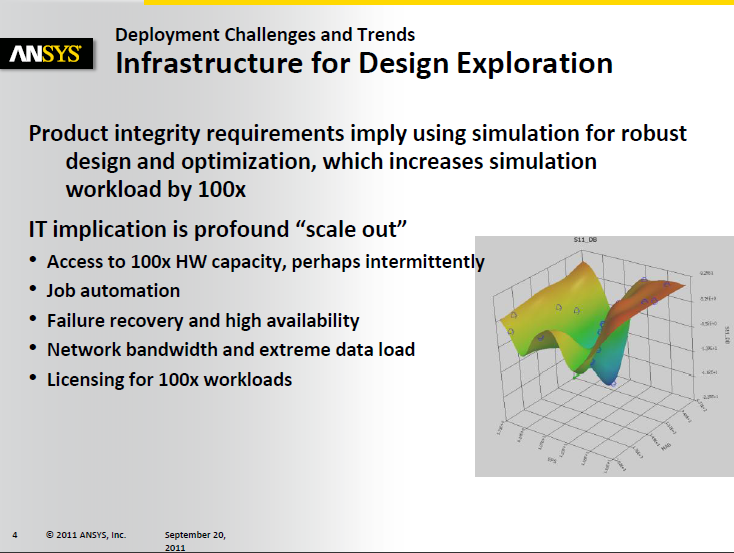 Deployment Challenges and Trends
ANSYS
Infrastructure for Design Exploration
Product integrity requirements imply using simulation for robust
design and optimization, which increases simulation
workload by 100x
IT implication is profound “scale out”
• Access to 100x HW capacity, perhaps intermittently
• Job automation
• Failure recovery and high availability
• Network bandwidth and extreme data load
• Licensing for 100x workloads
S11_DB
4 © 2011 ANSYS, Inc. September 20,
2011